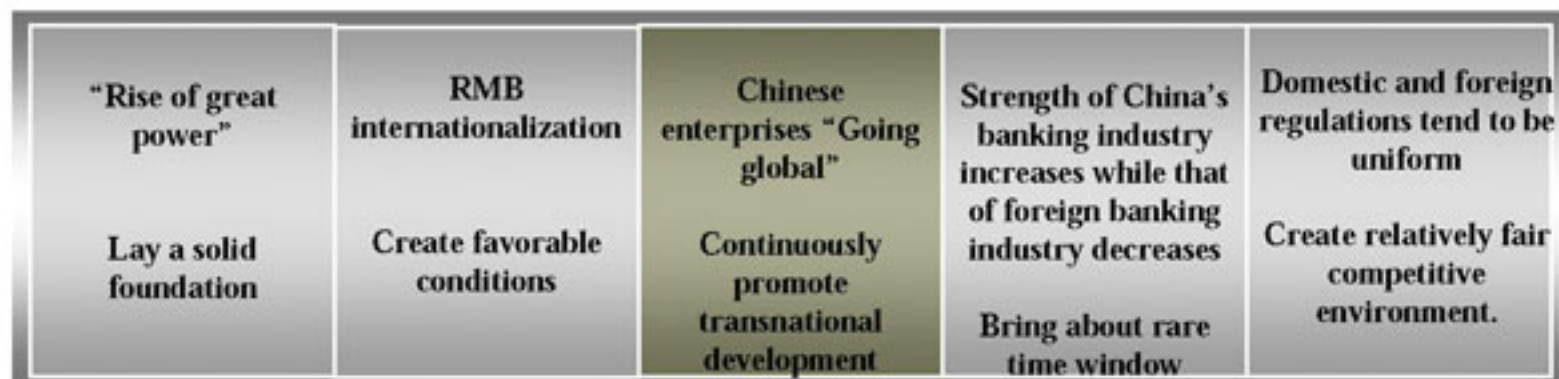 “Rise of great
power”
Lay a solid
foundation
RMB
internationalization
Create favorable
conditions
Chinese
enterprises “Going
global”
Continuously
promote
transnational
development
Strength of China’s
banking industry
increases while that
of foreign banking
industry decreases
Bring about rare
time window
Domestic and foreign
regulations tend to be
uniform
Create relatively fair
competitive
environment.